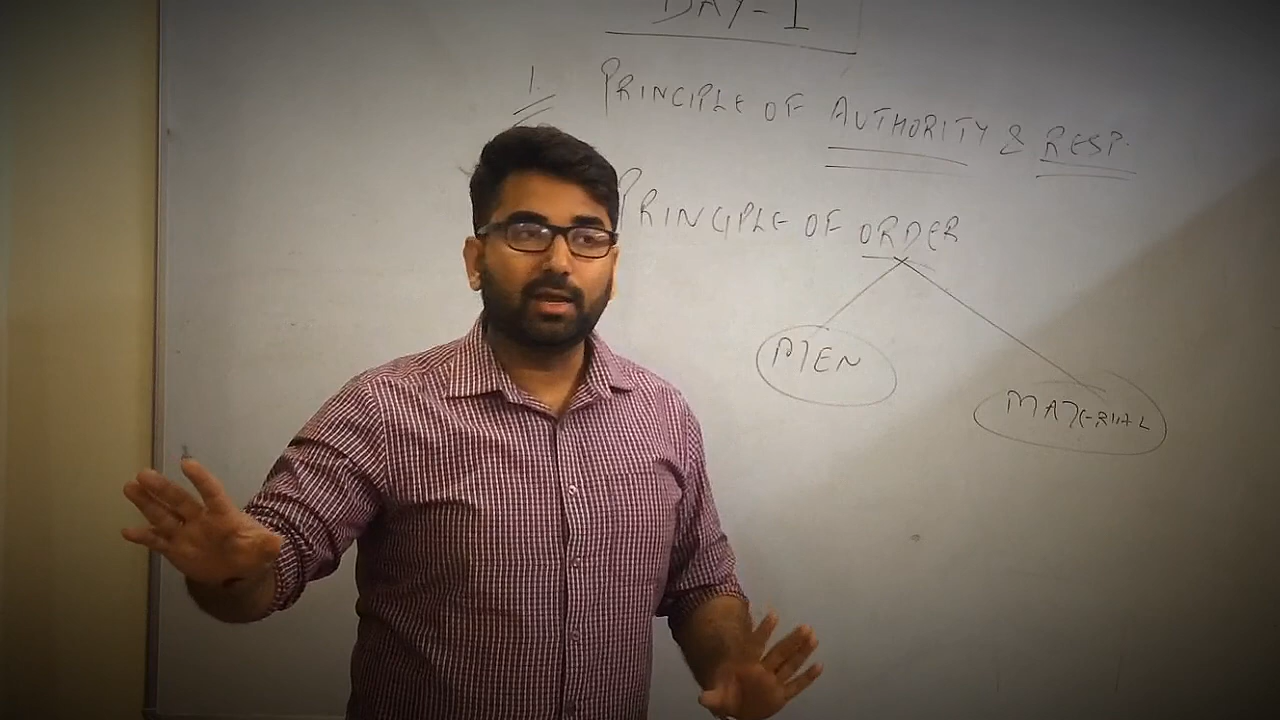 DAY-1
1. PRINCIPLE OF AUTHORITY & RESP.
PRINCIPLE OF ORDER
MEN
MATERIAL